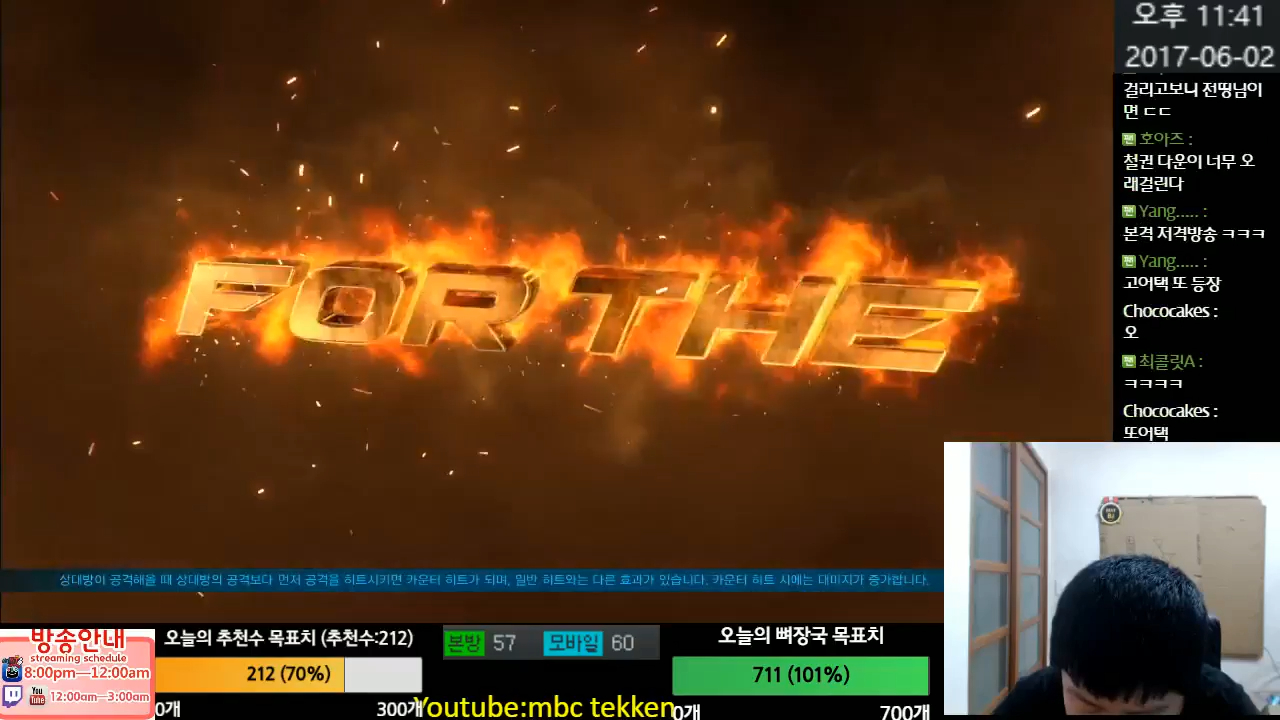 오후 11:41
2017-06-02
걸리고보니 전띵님이
면 ㄷㄷ
팬 호아즈 :
철권 다운이 너무 오
래걸린다
팬 Yang..... :
본격 저격방송 ㅋㅋㅋ
팬 Yang..... :
고어택 또 등장
Chococakes :
오
팬 최콜릿A :
ㅋㅋㅋㅋ
Chococakes :
또어택
FOR THE
상대방이 공격해올 때 상대방의 공격보다 먼저 공격을 히트시키면 카운터 히트가 되며, 일반 히트와는 다른 효과가 있습니다. 카운터 히트 시에는 대미지가 증가합니다.
방송안내
streaming schedule
8:00pm—12:00am
You Tube 12:00am—3:00am
오늘의 추천수 목표치 (추천수:212)
212 (70%)
0개 300개
본방 57 모바일 60
Youtube:mbc tekken
오늘의 뼈장국 목표치
711 (101%)
0개 700개